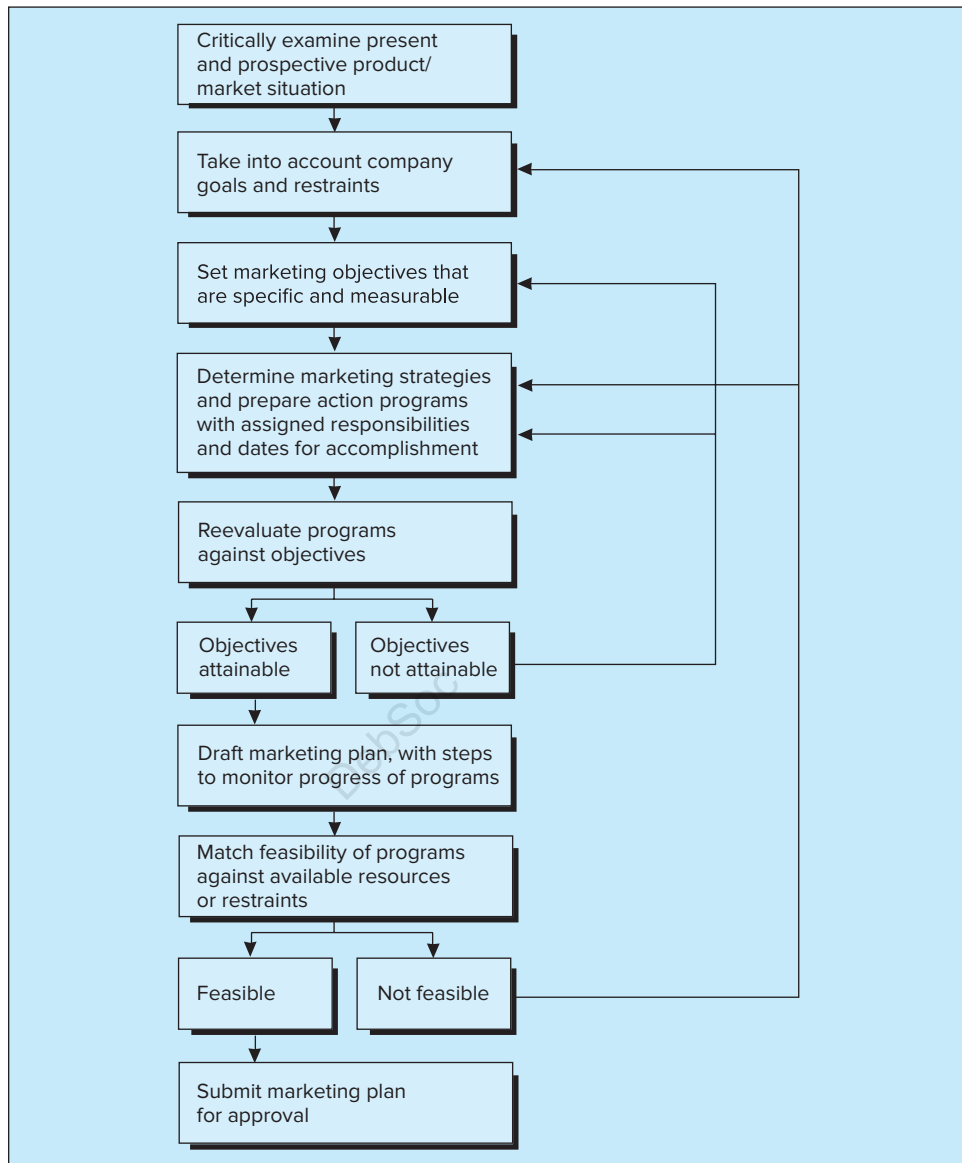 Critically examine present
and prospective product/
market situation
Take into account company
goals and restraints
Set marketing objectives that
are specific and measurable
Determine marketing strategies
and prepare action programs
with assigned responsibilities
and dates for accomplishment
Reevaluate programs
against objectives
Objectives
attainable
Objectives
not attainable
DebSoc
Draft marketing plan, with steps
to monitor progress of programs
Match feasibility of programs
against available resources
or restraints
Feasible
Not feasible
Submit marketing plan
for approval